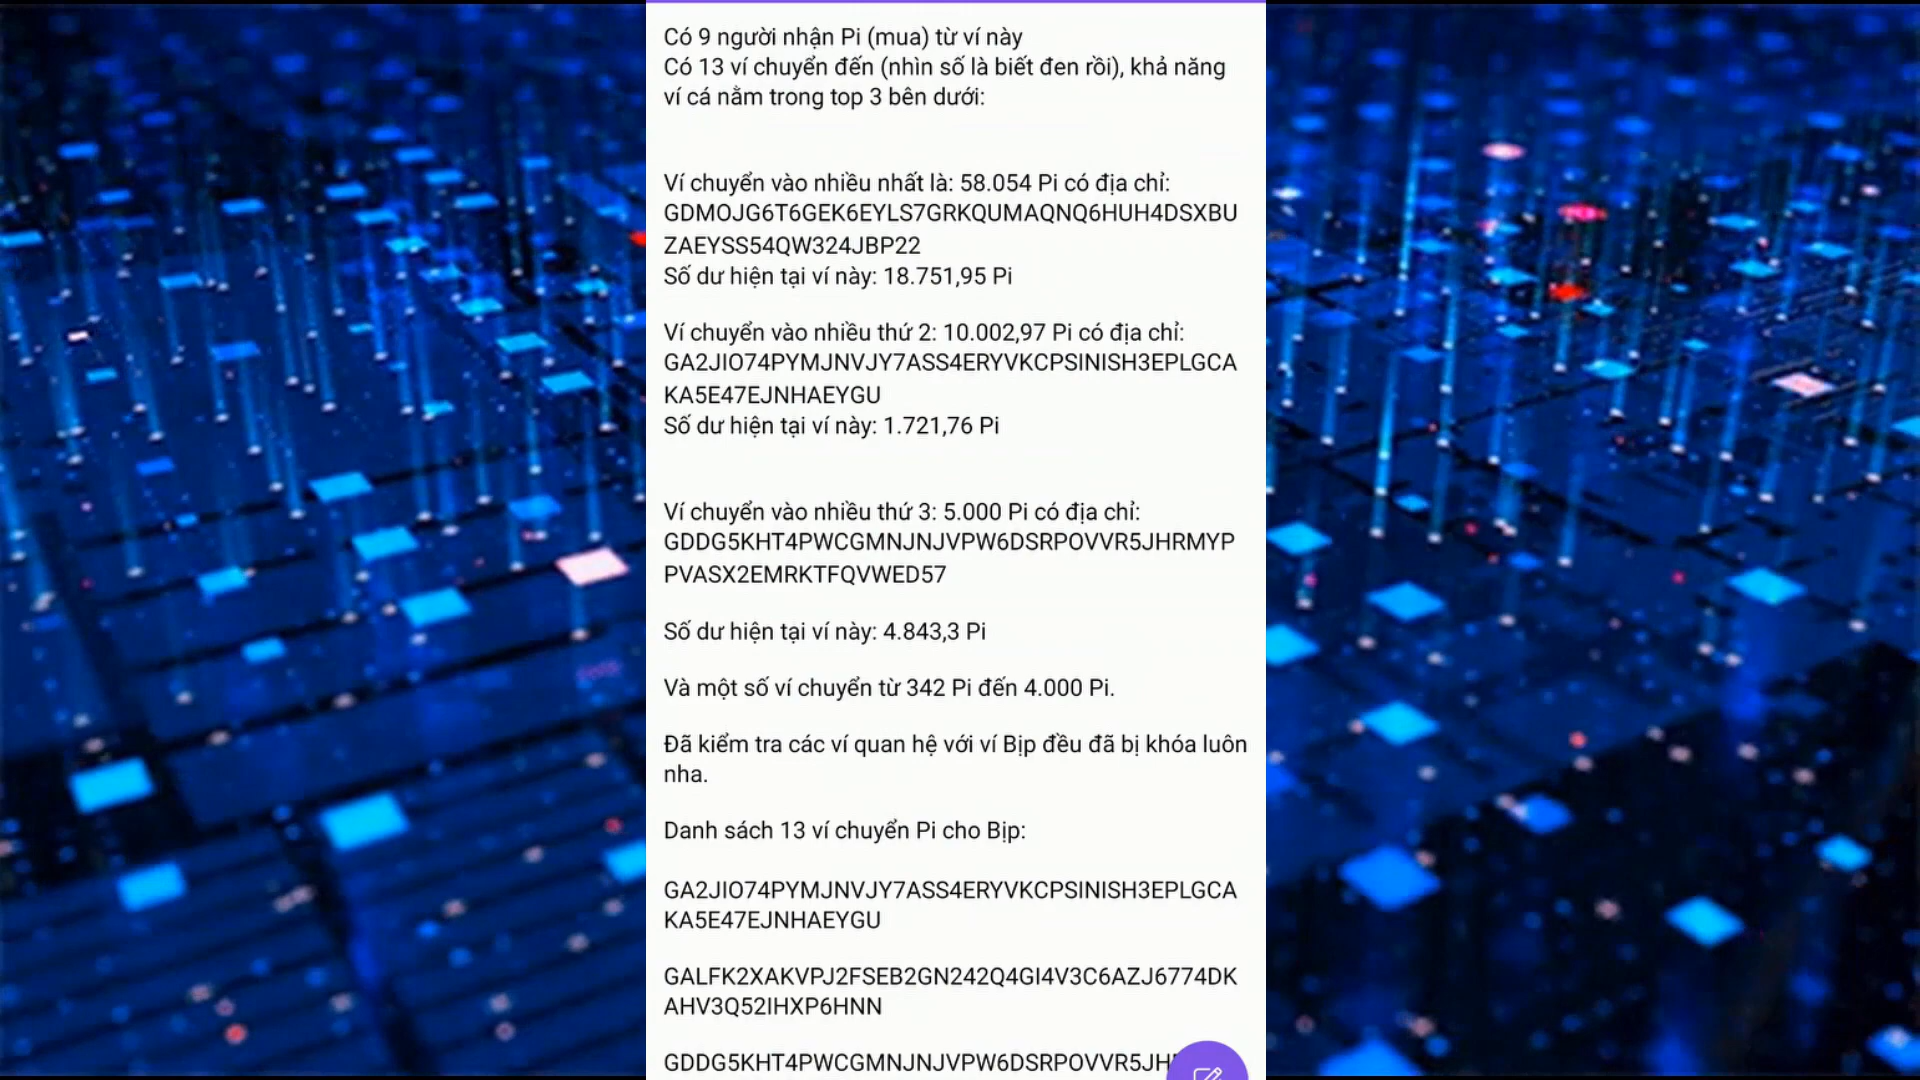 Có 9 người nhận Pi (mua) từ ví này
Có 13 ví chuyển đến (nhìn số là biết đen rồi), khả năng
ví cá nằm trong top 3 bên dưới:
Ví chuyển vào nhiều nhất là: 58.054 Pi có địa chỉ:
GDMOJG6T6GEK6EYLS7GRKQUMAQNQ6HUH4DSXBU
ZAEYSS54QW324JBP22
Số dư hiện tại ví này: 18.751,95 Pi
Ví chuyển vào nhiều thứ 2: 10.002,97 Pi có địa chỉ:
GA2JIO74PYMJNVJY7ASS4ERYVKCPSINISH3EPLGCA
KA5E47EJNHAEYGU
Số dư hiện tại ví này: 1.721,76 Pi
Ví chuyển vào nhiều thứ 3: 5.000 Pi có địa chỉ:
GDDG5KHT4PWCGMNJNJVPW6DSRPOVVR5JHRMYP
PVASX2EMRKTFQVWED57
Số dư hiện tại ví này: 4.843,3 Pi
Và một số ví chuyển từ 342 Pi đến 4.000 Pi.
Đã kiểm tra các ví quan hệ với ví Bịp đều đã bị khóa luôn
nha.
Danh sách 13 ví chuyển Pi cho Bịp:
GA2JIO74PYMJNVJY7ASS4ERYVKCPSINISH3EPLGCA
KA5E47EJNHAEYGU
GALFK2XAKVPJ2FSEB2GN242Q4GI4V3C6AZJ6774DK
AHV3Q52IHXP6HNN
GDDG5KHT4PWCGMNJNJVPW6DSRPOVVR5JH